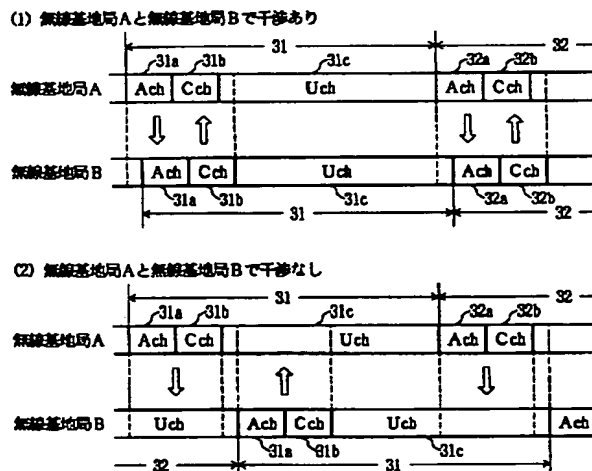 (1) 無線基地局Aと無線基地局Bで干渉あり
31 32
31a 31b 31c 32a 32b
無線基地局A Ach Cch Uch Ach Cch
無線基地局B Ach Cch Uch Ach Cch
31a 31b 31c 32a 32b
31 32
(2) 無線基地局Aと無線基地局Bで干渉なし
31 32
31a 31b 31c 32a 32b
無線基地局A Ach Cch Uch Ach Cch
無線基地局B Uch Ach Cch Uch Ach
31a 31b 31c
32 31